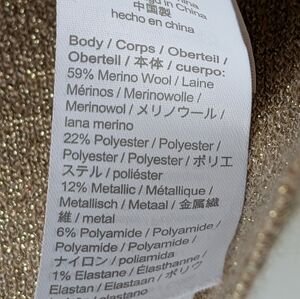 中国製
hecho en china
Body / Corps / Oberteil /
Oberteil / 本体 / cuerpo:
59% Merino Wool / Laine
Mérinos / Merinowolle /
Merinowol / メリノウール /
lana merino
22% Polyester / Polyester /
Polyester / Polyester / ポリエ
ステル / poliéster
12% Metallic / Métallique /
Metallisch / Metaal / 金属繊
維 / metal
6% Polyamide / Polyamide /
Polyamide / Polyamide /
ナイロン / poliamida
1% Elastane / Élasthanne /
Elastan / Elastaan / ポリウ